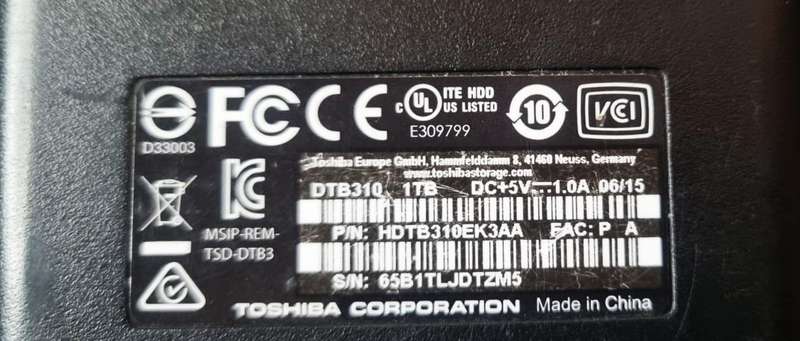 D33003
FC CE
c UL US ITE HDD LISTED
E309799
10
VCI
Toshiba Europe GmbH, Hammfelddamm 8, 41460 Neuss, Germany
www.toshibastorage.com
DTB310 1TB DC+5V⎓1.0A 06/15
P/N: HDTB310EK3AA FAC: P A
S/N: 65B1TLJDTZM5
MSIP-REM-
TSD-DTB3
TOSHIBA CORPORATION Made in China